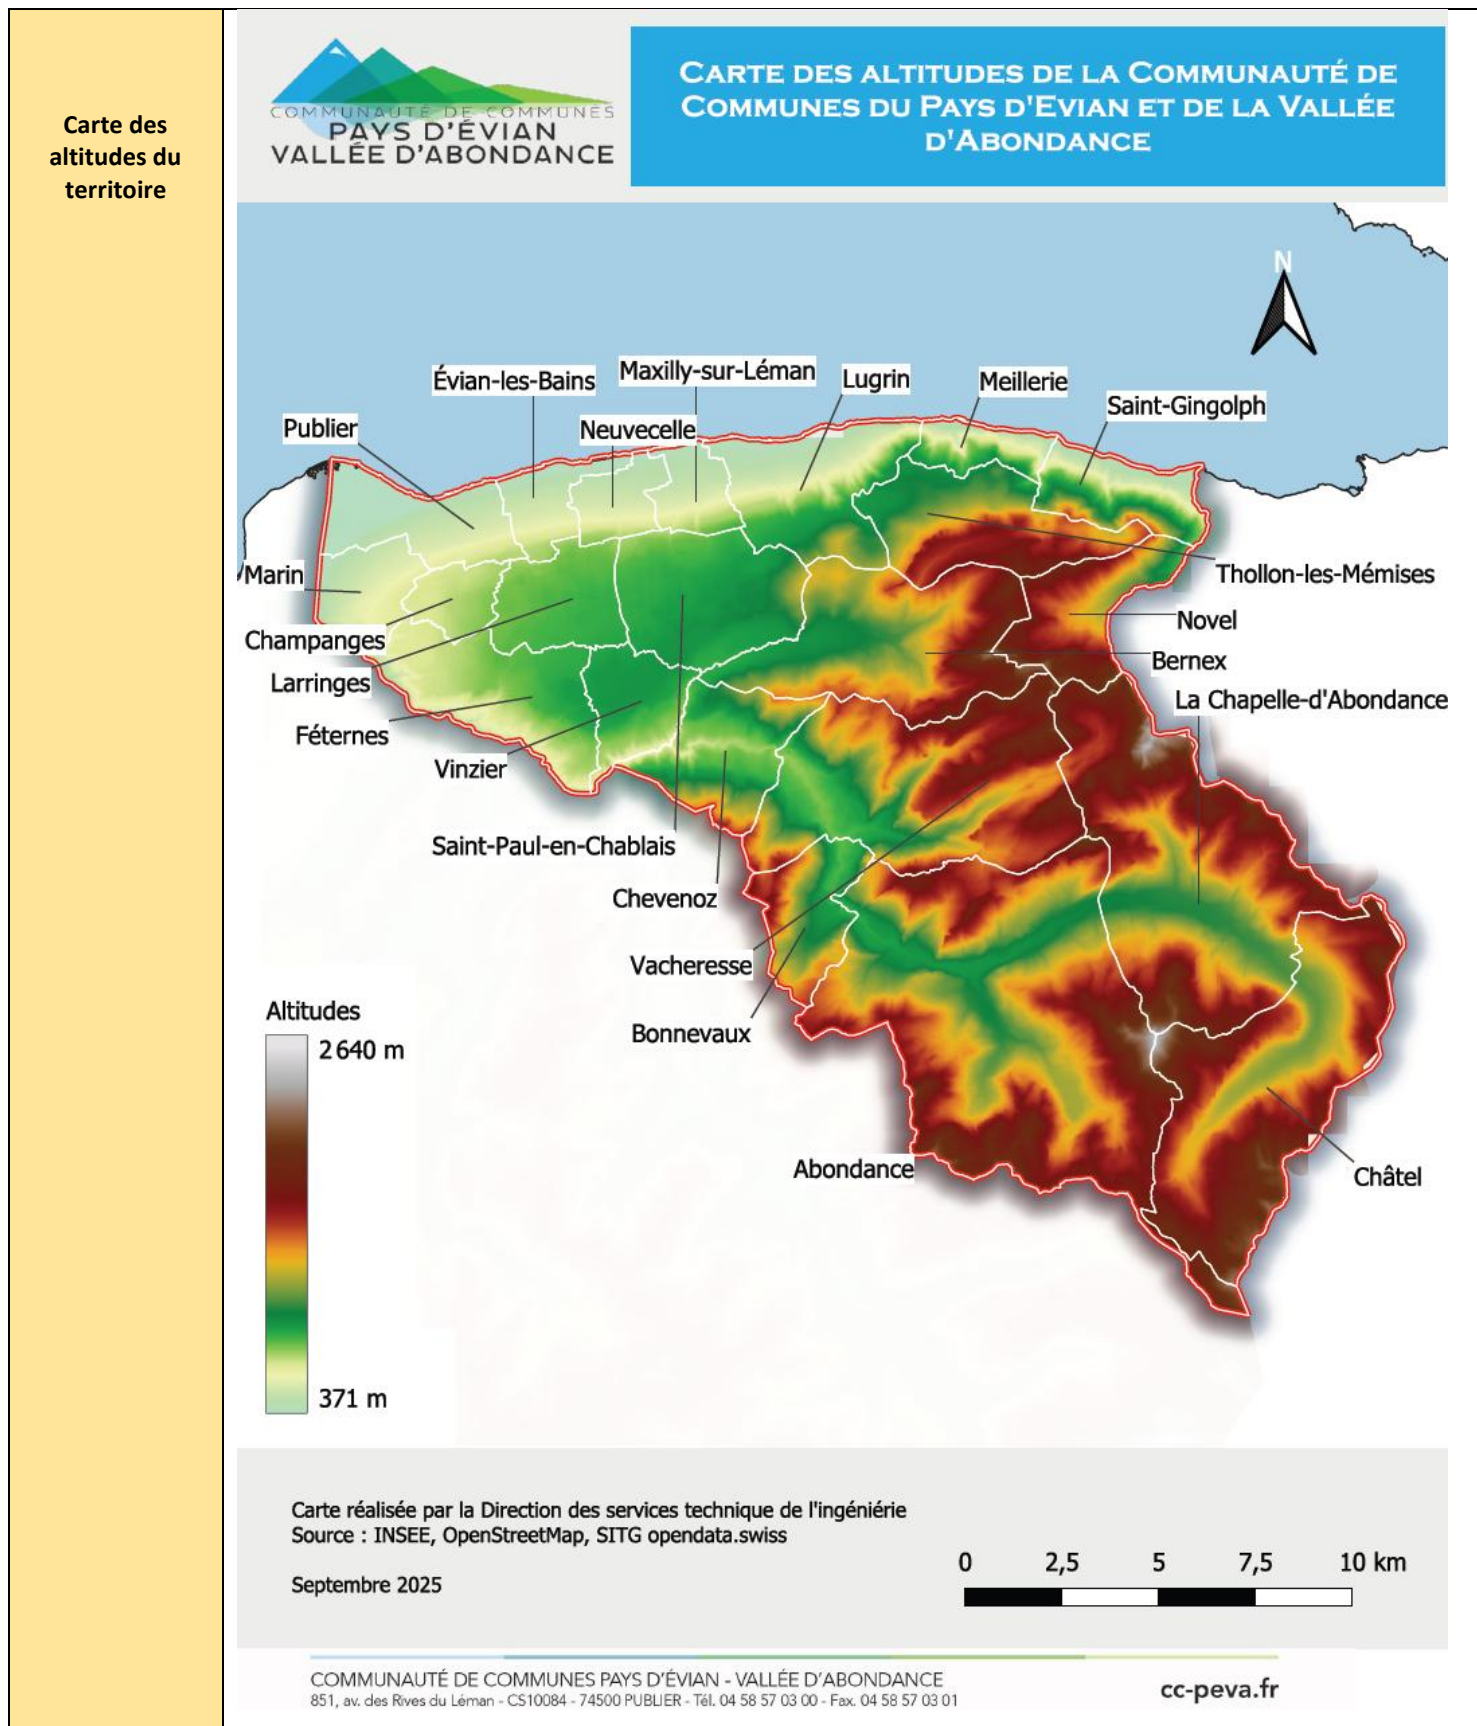 Carte des
altitudes du
territoire
COMMUNAUTÉ DE COMMUNES
PAYS D'ÉVIAN
VALLÉE D'ABONDANCE
CARTE DES ALTITUDES DE LA COMMUNAUTÉ DE
COMMUNES DU PAYS D'EVIAN ET DE LA VALLÉE
D'ABONDANCE
N
Évian-les-Bains
Maxilly-sur-Léman
Lugrin
Meillerie
Saint-Gingolph
Publier
Neuvecelle
Marin
Thollon-les-Mémises
Champanges
Novel
Larringes
Bernex
La Chapelle-d'Abondance
Féternes
Vinzier
Saint-Paul-en-Chablais
Chevenoz
Vacheresse
Bonnevaux
Abondance
Châtel
Altitudes
2 640 m
371 m
Carte réalisée par la Direction des services technique de l'ingéniérie
Source : INSEE, OpenStreetMap, SITG opendata.swiss
Septembre 2025
0 2,5 5 7,5 10 km
COMMUNAUTÉ DE COMMUNES PAYS D'ÉVIAN - VALLÉE D'ABONDANCE
851, av. des Rives du Léman - CS10084 - 74500 PUBLIER - Tél. 04 58 57 03 00 - Fax. 04 58 57 03 01
cc-peva.fr